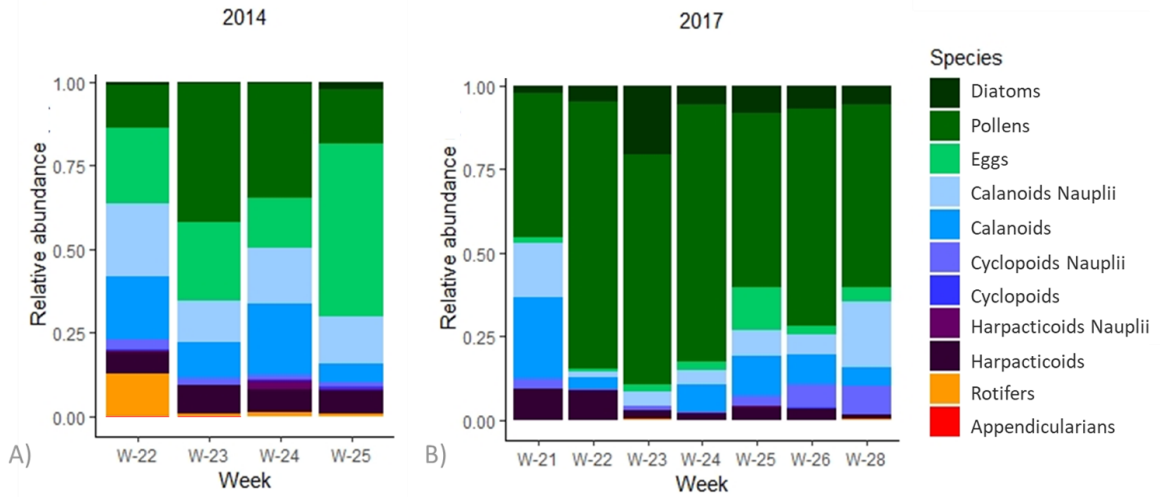 2014
2017
Relative abundance
1.00
0.75
0.50
0.25
0.00
W-22
W-23
W-24
W-25
Week
A)
Relative abundance
1.00
0.75
0.50
0.25
0.00
W-21
W-22
W-23
W-24
W-25
W-26
W-28
Week
B)
Species
Diatoms
Pollens
Eggs
Calanoids Nauplii
Calanoids
Cyclopoids Nauplii
Cyclopoids
Harpacticoids Nauplii
Harpacticoids
Rotifers
Appendicularians